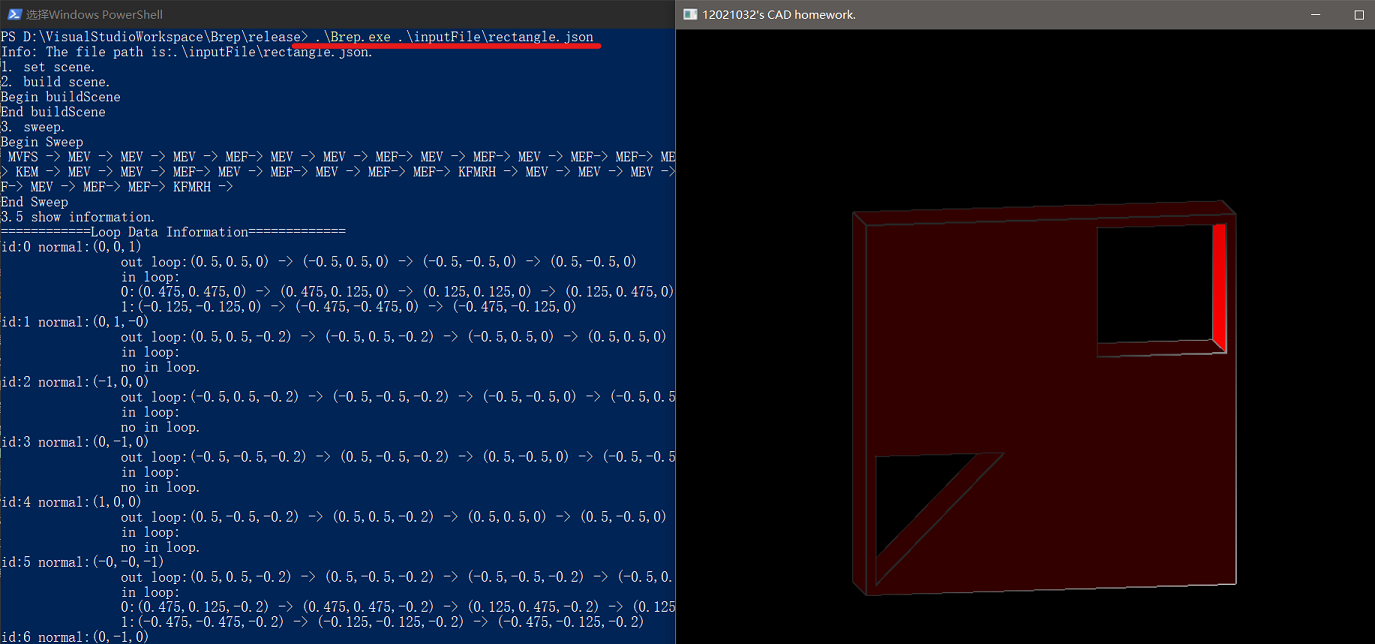 选择Windows PowerShell
PS D:\VisualStudioWorkspace\Brep\release> .\Brep.exe .\inputFile\rectangle.json
Info: The file path is:.\inputFile\rectangle.json.
1. set scene.
2. build scene.
Begin buildScene
End buildScene
3. sweep.
Begin Sweep
MVFS -> MEV -> MEV -> MEV -> MEF-> MEV -> MEV -> MEF-> MEV -> MEF-> MEV -> MEF-> MEF-> ME
> KEM -> MEV -> MEV -> MEF-> MEV -> MEF-> MEV -> MEF-> MEF-> KFMRH -> MEV -> MEV -> MEV ->
F-> MEV -> MEF-> MEF-> KFMRH ->
End Sweep
3.5 show information.
============Loop Data Information=============
id:0 normal:(0,0,1)
out loop:(0.5,0.5,0) -> (-0.5,0.5,0) -> (-0.5,-0.5,0) -> (0.5,-0.5,0)
in loop:
0:(0.475,0.475,0) -> (0.475,0.125,0) -> (0.125,0.125,0) -> (0.125,0.475,0)
1:(-0.125,-0.125,0) -> (-0.475,-0.475,0) -> (-0.475,-0.125,0)
id:1 normal:(0,1,-0)
out loop:(0.5,0.5,-0.2) -> (-0.5,0.5,-0.2) -> (-0.5,0.5,0) -> (0.5,0.5,0)
in loop:
no in loop.
id:2 normal:(-1,0,0)
out loop:(-0.5,0.5,-0.2) -> (-0.5,-0.5,-0.2) -> (-0.5,-0.5,0) -> (-0.5,0.5
in loop:
no in loop.
id:3 normal:(0,-1,0)
out loop:(-0.5,-0.5,-0.2) -> (0.5,-0.5,-0.2) -> (0.5,-0.5,0) -> (-0.5,-0.5
in loop:
no in loop.
id:4 normal:(1,0,0)
out loop:(0.5,-0.5,-0.2) -> (0.5,0.5,-0.2) -> (0.5,0.5,0) -> (0.5,-0.5,0)
in loop:
no in loop.
id:5 normal:(-0,-0,-1)
out loop:(0.5,0.5,-0.2) -> (0.5,-0.5,-0.2) -> (-0.5,-0.5,-0.2) -> (-0.5,0.
in loop:
0:(0.475,0.125,-0.2) -> (0.475,0.475,-0.2) -> (0.125,0.475,-0.2) -> (0.125
1:(-0.475,-0.475,-0.2) -> (-0.125,-0.125,-0.2) -> (-0.475,-0.125,-0.2)
id:6 normal:(0,-1,0)
12021032's CAD homework.